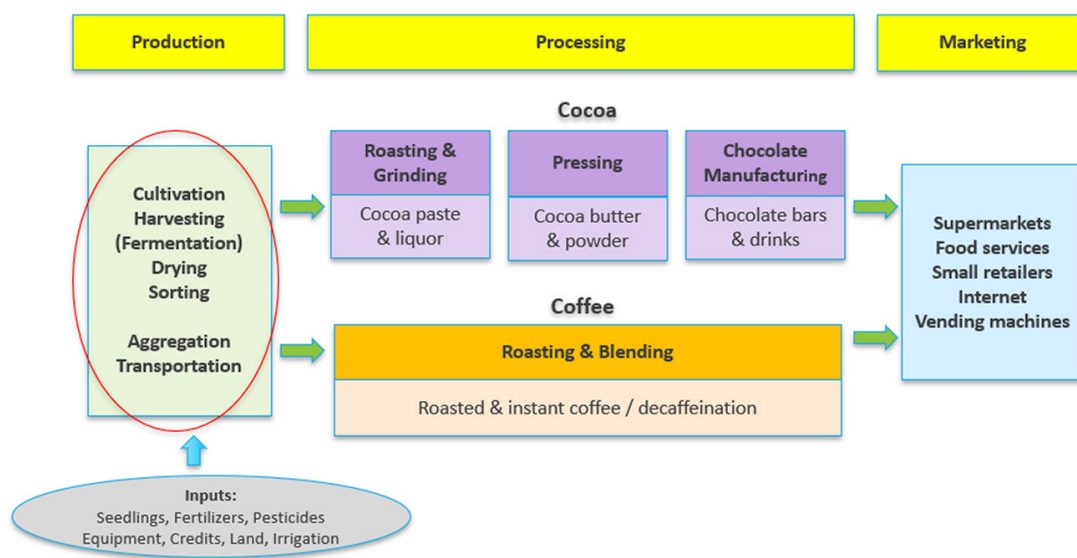 Production
Processing
Marketing
Cocoa
Cultivation
Harvesting
(Fermentation)
Drying
Sorting
Aggregation
Transportation
Roasting &
Grinding
Cocoa paste
& liquor
Pressing
Cocoa butter
& powder
Chocolate
Manufacturing
Chocolate bars
& drinks
Supermarkets
Food services
Small retailers
Internet
Vending machines
Coffee
Roasting & Blending
Roasted & instant coffee / decaffeination
Inputs:
Seedlings, Fertilizers, Pesticides
Equipment, Credits, Land, Irrigation